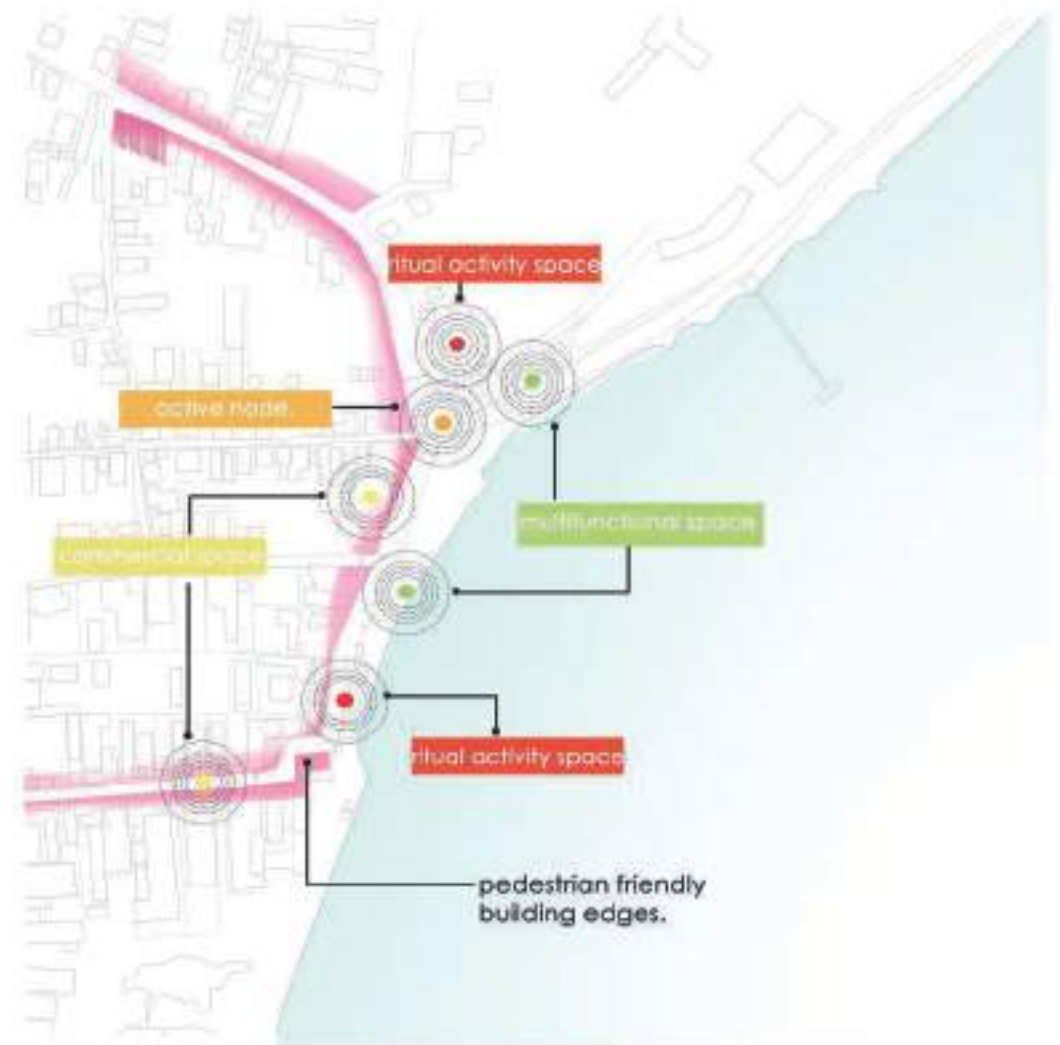 ritual activity space
active node.
multifunctional space
commercial space
ritual activity space
pedestrian friendly
building edges.